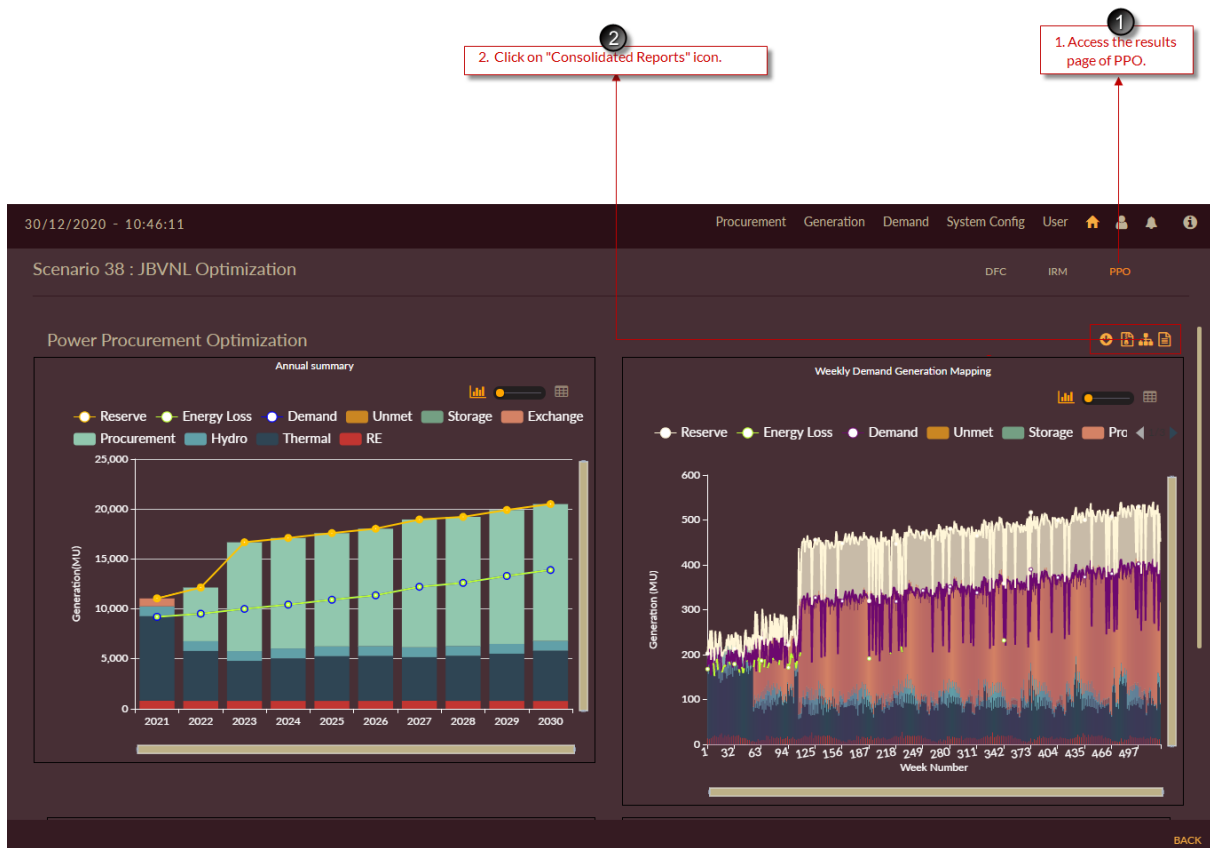 2
2. Click on "Consolidated Reports" icon.
1
1. Access the results
page of PPO.
30/12/2020 - 10:46:11
Procurement Generation Demand System Config User
Scenario 38 : JBVNL Optimization
DFC IRM PPO
Power Procurement Optimization
Annual summary
Reserve Energy Loss Demand Unmet Storage Exchange
Procurement Hydro Thermal RE
25,000
20,000
15,000
10,000
5,000
0
Generation(MU)
2021 2022 2023 2024 2025 2026 2027 2028 2029 2030
Weekly Demand Generation Mapping
Reserve Energy Loss Demand Unmet Storage Pro
600
500
400
300
200
100
0
Generation (MU)
1 32 63 94 125 156 187 218 249 280 311 342 373 404 435 466 497
Week Number
BACK